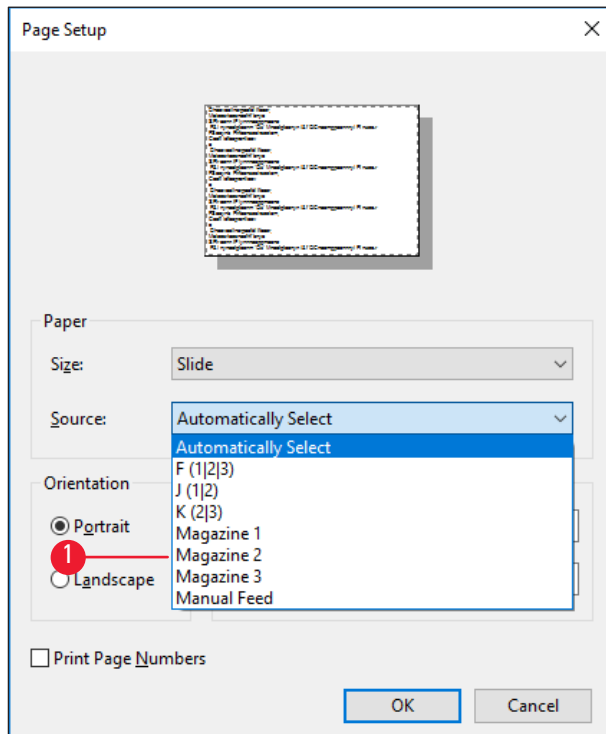 Page Setup
Paper
Size: Slide
Source: Automatically Select
Automatically Select
F (1|2|3)
J (1|2)
K (2|3)
Magazine 1
Magazine 2
Magazine 3
Manual Feed
Orientation
Portrait
1
Landscape
Print Page Numbers
OK Cancel